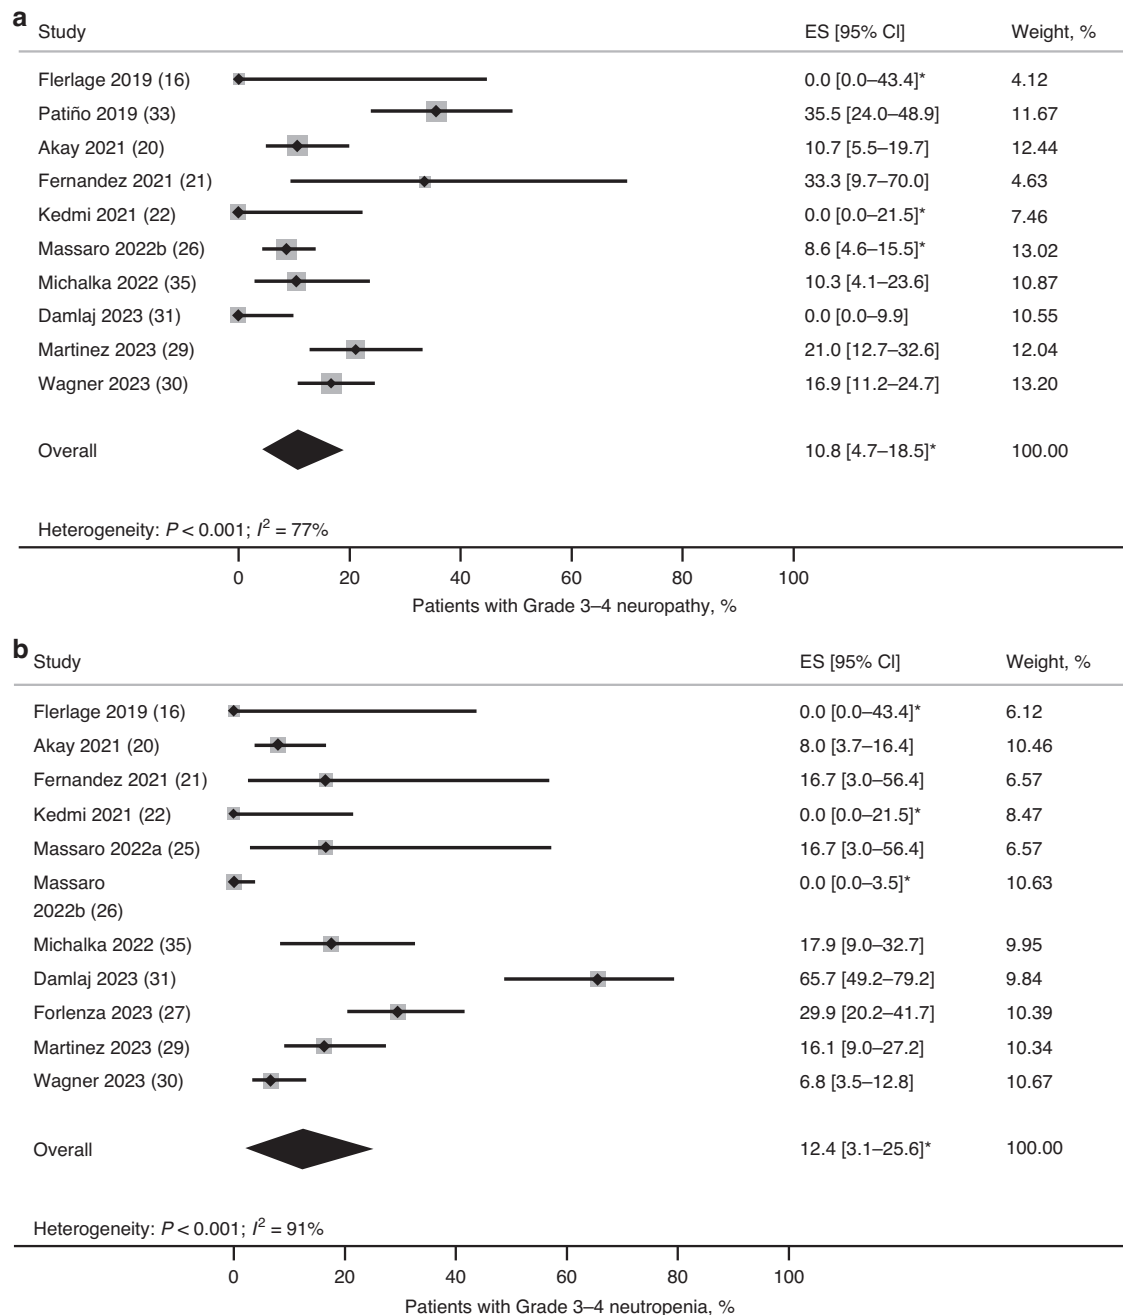 a
Study ES [95% CI] Weight, %
Flerlage 2019 (16) 0.0 [0.0–43.4]* 4.12
Patiño 2019 (33) 35.5 [24.0–48.9] 11.67
Akay 2021 (20) 10.7 [5.5–19.7] 12.44
Fernandez 2021 (21) 33.3 [9.7–70.0] 4.63
Kedmi 2021 (22) 0.0 [0.0–21.5]* 7.46
Massaro 2022b (26) 8.6 [4.6–15.5]* 13.02
Michalka 2022 (35) 10.3 [4.1–23.6] 10.87
Damlaj 2023 (31) 0.0 [0.0–9.9] 10.55
Martinez 2023 (29) 21.0 [12.7–32.6] 12.04
Wagner 2023 (30) 16.9 [11.2–24.7] 13.20
Overall 10.8 [4.7–18.5]* 100.00
Heterogeneity: P < 0.001; I² = 77%
0 20 40 60 80 100
Patients with Grade 3–4 neuropathy, %
b
Study ES [95% CI] Weight, %
Flerlage 2019 (16) 0.0 [0.0–43.4]* 6.12
Akay 2021 (20) 8.0 [3.7–16.4] 10.46
Fernandez 2021 (21) 16.7 [3.0–56.4] 6.57
Kedmi 2021 (22) 0.0 [0.0–21.5]* 8.47
Massaro 2022a (25) 16.7 [3.0–56.4] 6.57
Massaro 0.0 [0.0–3.5]* 10.63
2022b (26)
Michalka 2022 (35) 17.9 [9.0–32.7] 9.95
Damlaj 2023 (31) 65.7 [49.2–79.2] 9.84
Forlenza 2023 (27) 29.9 [20.2–41.7] 10.39
Martinez 2023 (29) 16.1 [9.0–27.2] 10.34
Wagner 2023 (30) 6.8 [3.5–12.8] 10.67
Overall 12.4 [3.1–25.6]* 100.00
Heterogeneity: P < 0.001; I² = 91%
0 20 40 60 80 100
Patients with Grade 3–4 neutropenia, %